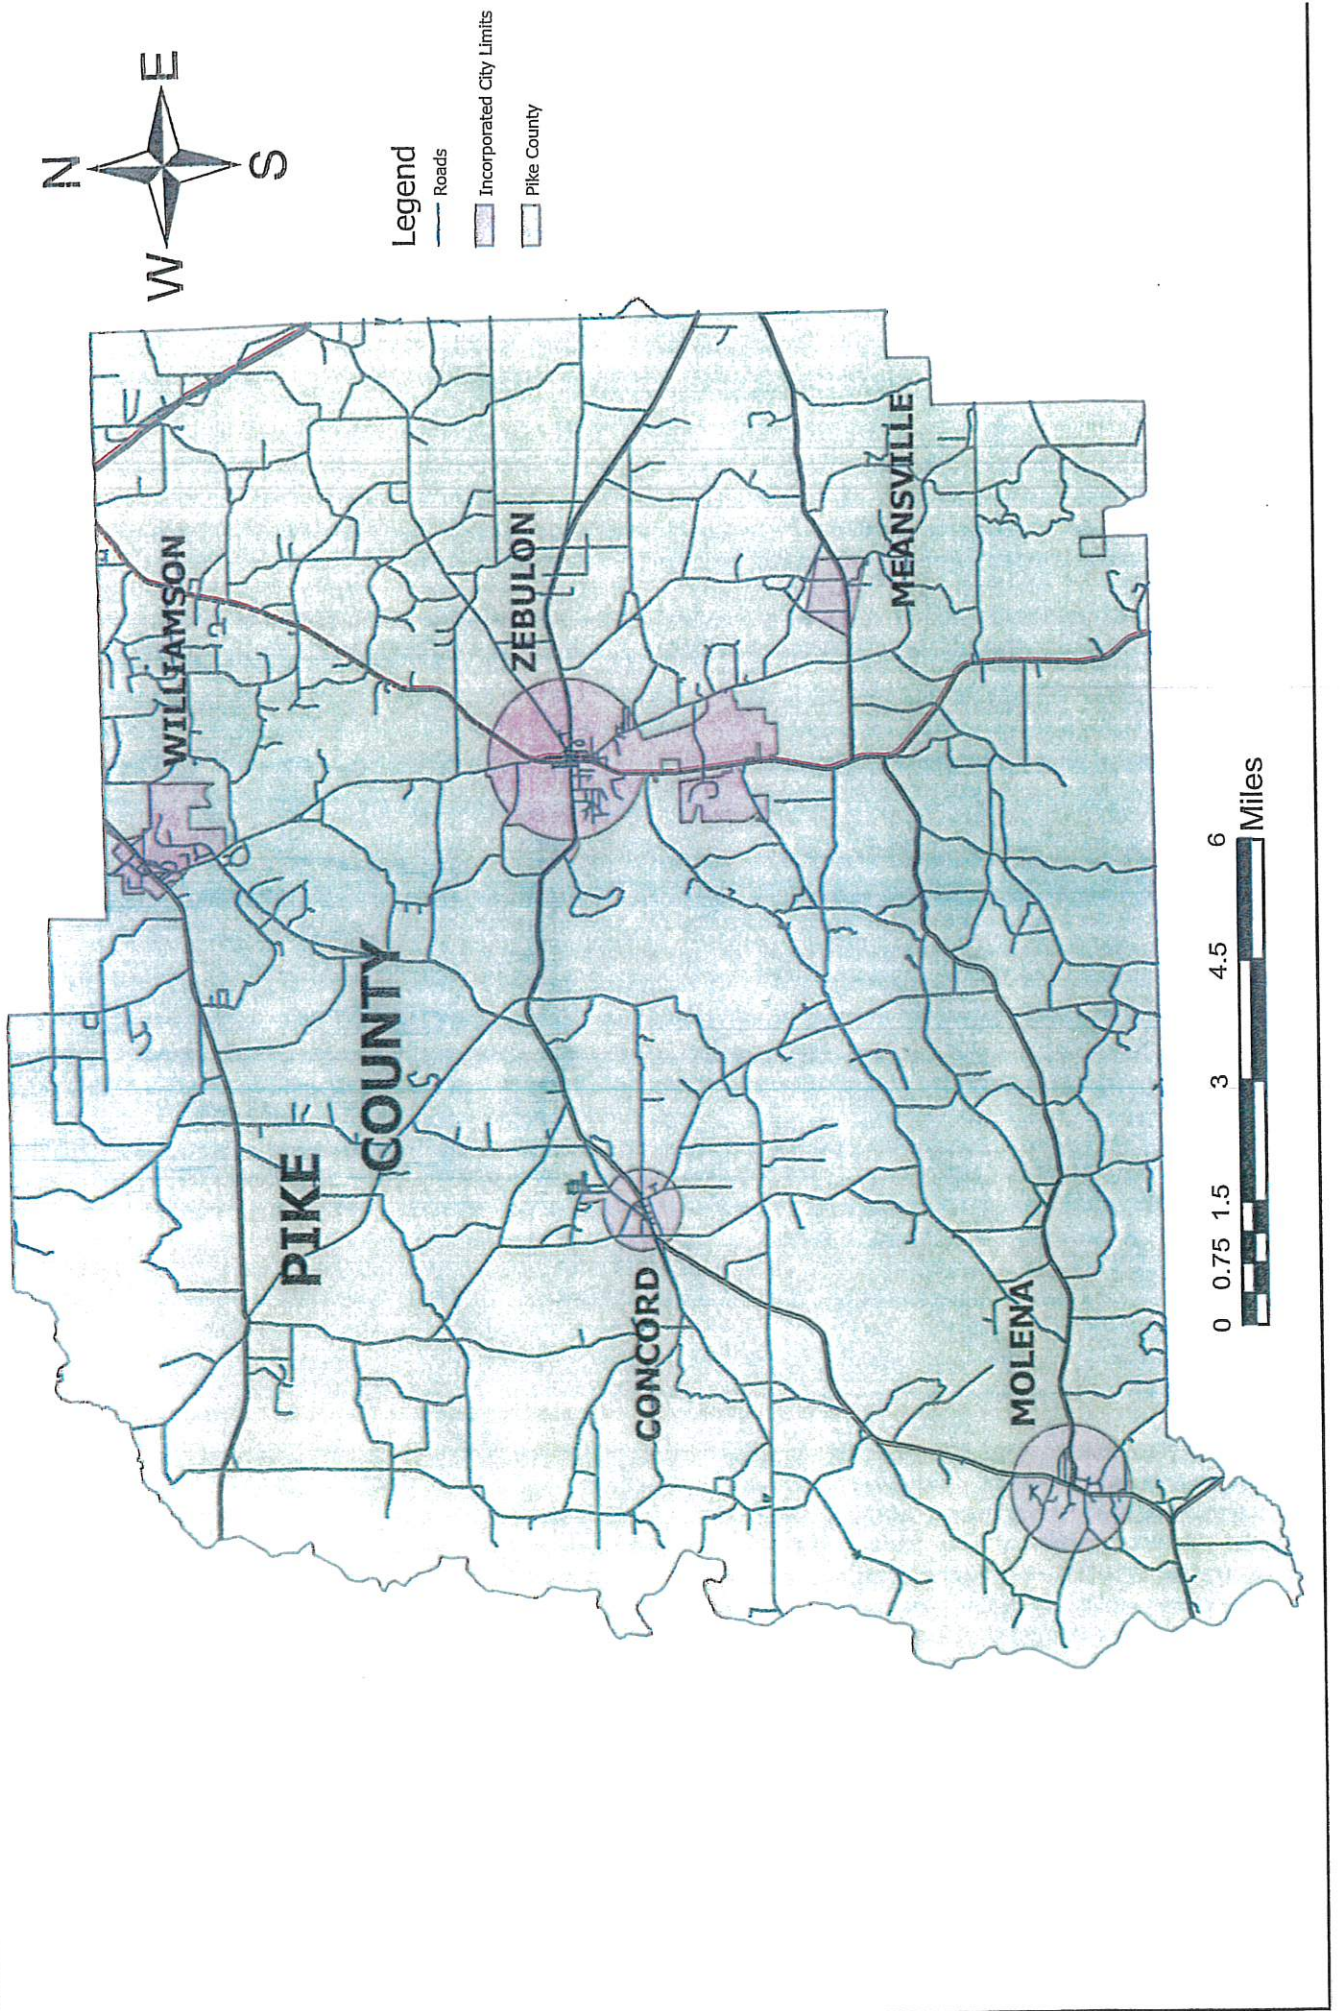 N
W E
S
Legend
Roads
Incorporated City Limits
Pike County
WILLIAMSON
PIKE
COUNTY
ZEBULON
CONCORD
MEANSVILLE
MOLENA
0 0.75 1.5 3 4.5 6
Miles